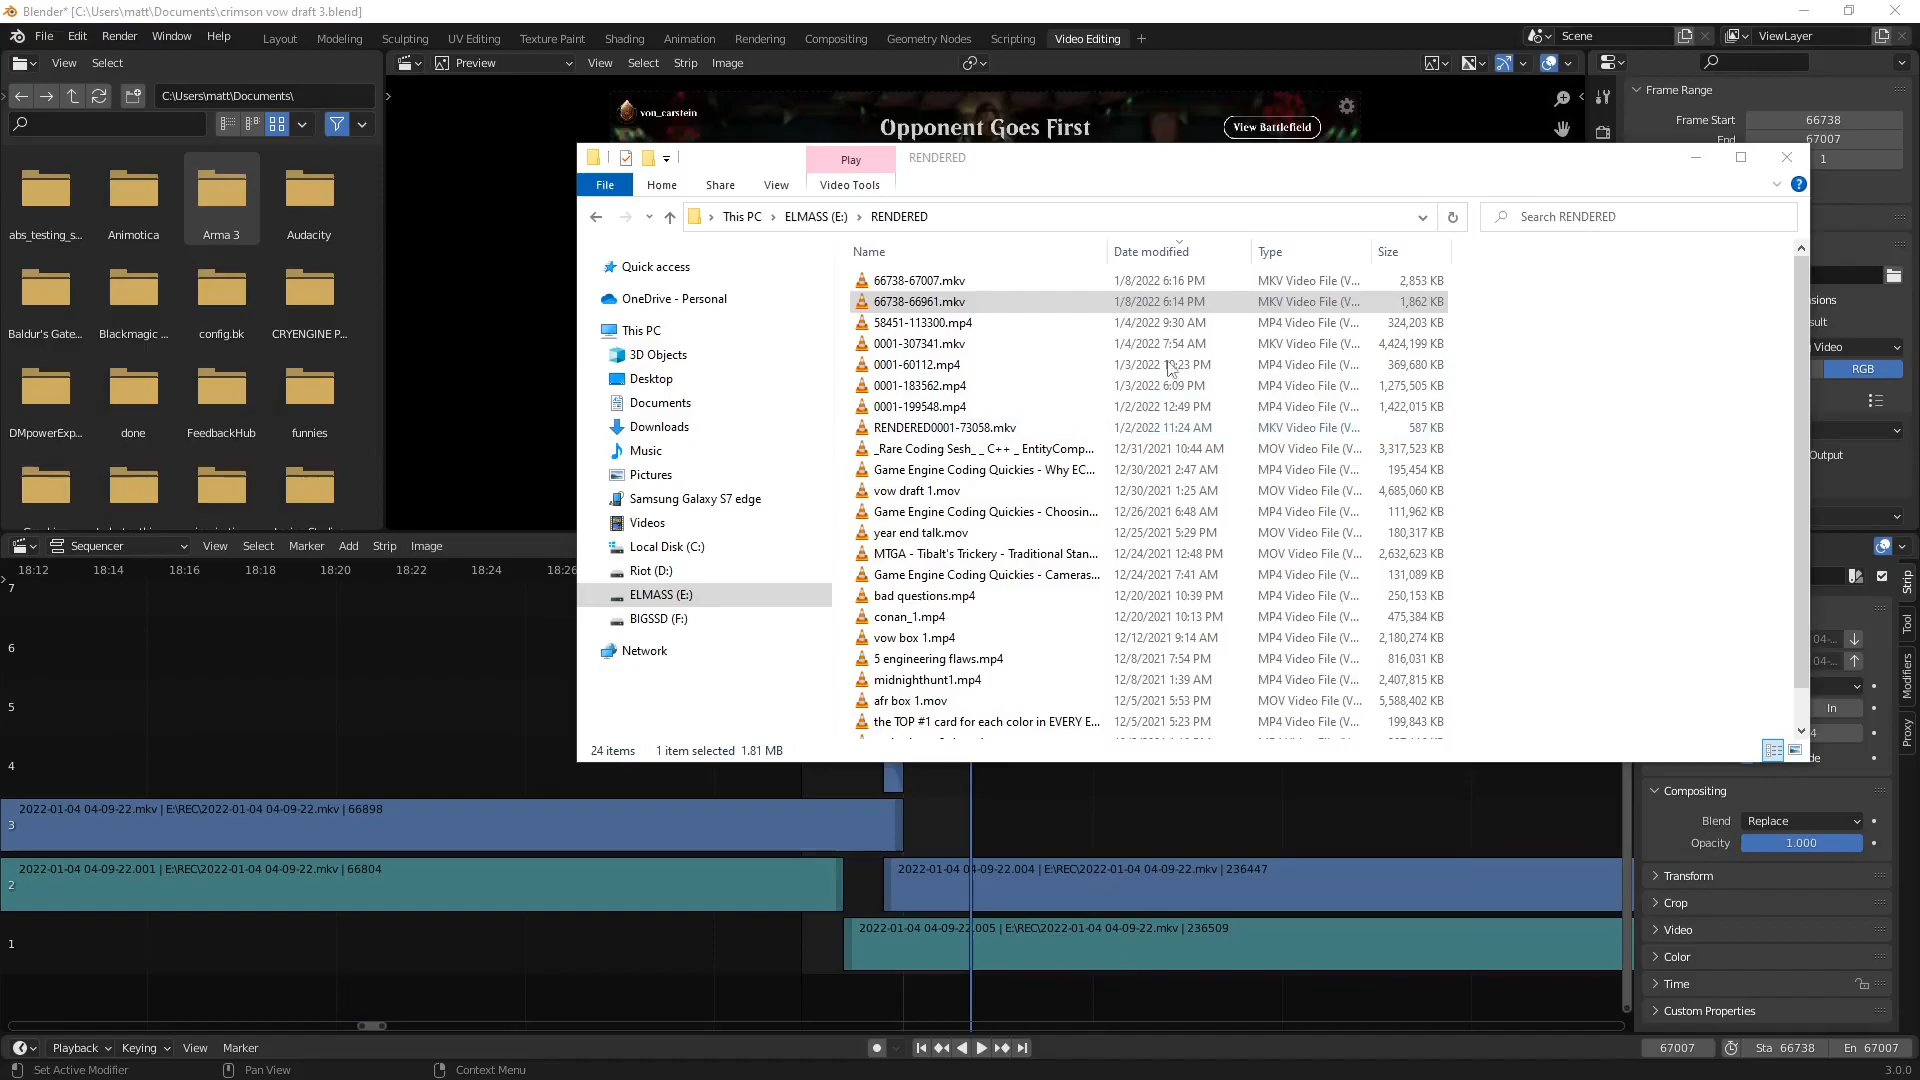 Blender* [C:\Users\matt\Documents\crimson vow draft 3.blend]
File Edit Render Window Help
Layout Modeling Sculpting UV Editing Texture Paint Shading Animation Rendering Compositing Geometry Nodes Scripting Video Editing +
Scene
ViewLayer
View Select
Preview
View Select Strip Image
C:\Users\matt\Documents\
Frame Range
Frame Start 66738
End 67007
1
abs_testing_s... Animotica Arma 3 Audacity
Baldur's Gate... Blackmagic ... config.bk CRYENGINE P...
DMpowerExp... done FeedbackHub funnies
von_carstein
Opponent Goes First
View Battlefield
Play
RENDERED
File Home Share View Video Tools
This PC > ELMASS (E:) > RENDERED
Search RENDERED
Quick access
OneDrive - Personal
This PC
3D Objects
Desktop
Documents
Downloads
Music
Pictures
Samsung Galaxy S7 edge
Videos
Local Disk (C:)
Riot (D:)
ELMASS (E:)
BIGSSD (F:)
Network
Name Date modified Type Size
66738-67007.mkv 1/8/2022 6:16 PM MKV Video File (V... 2,853 KB
66738-66961.mkv 1/8/2022 6:14 PM MKV Video File (V... 1,862 KB
58451-113300.mp4 1/4/2022 9:30 AM MP4 Video File (V... 324,203 KB
0001-307341.mkv 1/4/2022 7:54 AM MKV Video File (V... 4,424,199 KB
0001-60112.mp4 1/3/2022 :23 PM MP4 Video File (V... 369,680 KB
0001-183562.mp4 1/3/2022 6:09 PM MP4 Video File (V... 1,275,505 KB
0001-199548.mp4 1/2/2022 12:49 PM MP4 Video File (V... 1,422,015 KB
RENDERED0001-73058.mkv 1/2/2022 11:24 AM MKV Video File (V... 587 KB
_Rare Coding Sesh_ _ C++ _ EntityComp... 12/31/2021 10:44 AM MOV Video File (V... 3,317,523 KB
Game Engine Coding Quickies - Why EC... 12/30/2021 2:47 AM MP4 Video File (V... 195,454 KB
vow draft 1.mov 12/30/2021 1:25 AM MOV Video File (V... 4,685,060 KB
Game Engine Coding Quickies - Choosin... 12/26/2021 6:48 AM MP4 Video File (V... 111,962 KB
year end talk.mov 12/25/2021 5:29 PM MOV Video File (V... 180,317 KB
MTGA - Tibalt's Trickery - Traditional Stan... 12/24/2021 12:48 PM MOV Video File (V... 2,632,623 KB
Game Engine Coding Quickies - Cameras... 12/24/2021 7:41 AM MP4 Video File (V... 131,089 KB
bad questions.mp4 12/20/2021 10:39 PM MP4 Video File (V... 250,153 KB
conan_1.mp4 12/20/2021 10:13 PM MP4 Video File (V... 475,384 KB
vow box 1.mp4 12/12/2021 9:14 AM MP4 Video File (V... 2,180,274 KB
5 engineering flaws.mp4 12/8/2021 7:54 PM MP4 Video File (V... 816,031 KB
midnighthunt1.mp4 12/8/2021 1:39 AM MP4 Video File (V... 2,407,815 KB
afr box 1.mov 12/5/2021 5:53 PM MOV Video File (V... 5,588,402 KB
the TOP #1 card for each color in EVERY E... 12/5/2021 5:23 PM MP4 Video File (V... 199,843 KB
24 items 1 item selected 1.81 MB
Video
RGB
Output
Sequencer
View Select Marker Add Strip Image
18:12 18:14 18:16 18:18 18:20 18:22 18:24 18:26
7
6
5
4
3
2
1
2022-01-04 04-09-22.mkv | E:\REC\2022-01-04 04-09-22.mkv | 66898
2022-01-04 04-09-22.001 | E:\REC\2022-01-04 04-09-22.mkv | 66804
2022-01-04 04-09-22.004 | E:\REC\2022-01-04 04-09-22.mkv | 236447
2022-01-04 04-09-22.005 | E:\REC\2022-01-04 04-09-22.mkv | 236509
Strip
Tool
Modifiers
Proxy
In
Compositing
Blend Replace
Opacity 1.000
Transform
Crop
Video
Color
Time
Custom Properties
Playback Keying View Marker
67007 Sta 66738 En 67007
Set Active Modifier Pan View Context Menu
3.0.0